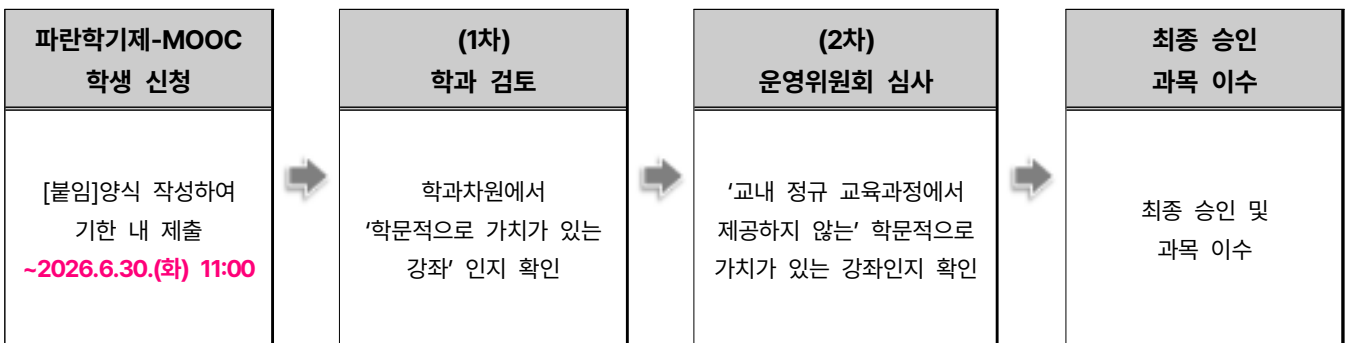 파란학기제-MOOC
학생 신청
[붙임]양식 작성하여
기한 내 제출
~2026.6.30.(화) 11:00
(1차)
학과 검토
학과차원에서
‘학문적으로 가치가 있는
강좌’ 인지 확인
(2차)
운영위원회 심사
‘교내 정규 교육과정에서
제공하지 않는’ 학문적으로
가치가 있는 강좌인지 확인
최종 승인
과목 이수
최종 승인 및
과목 이수